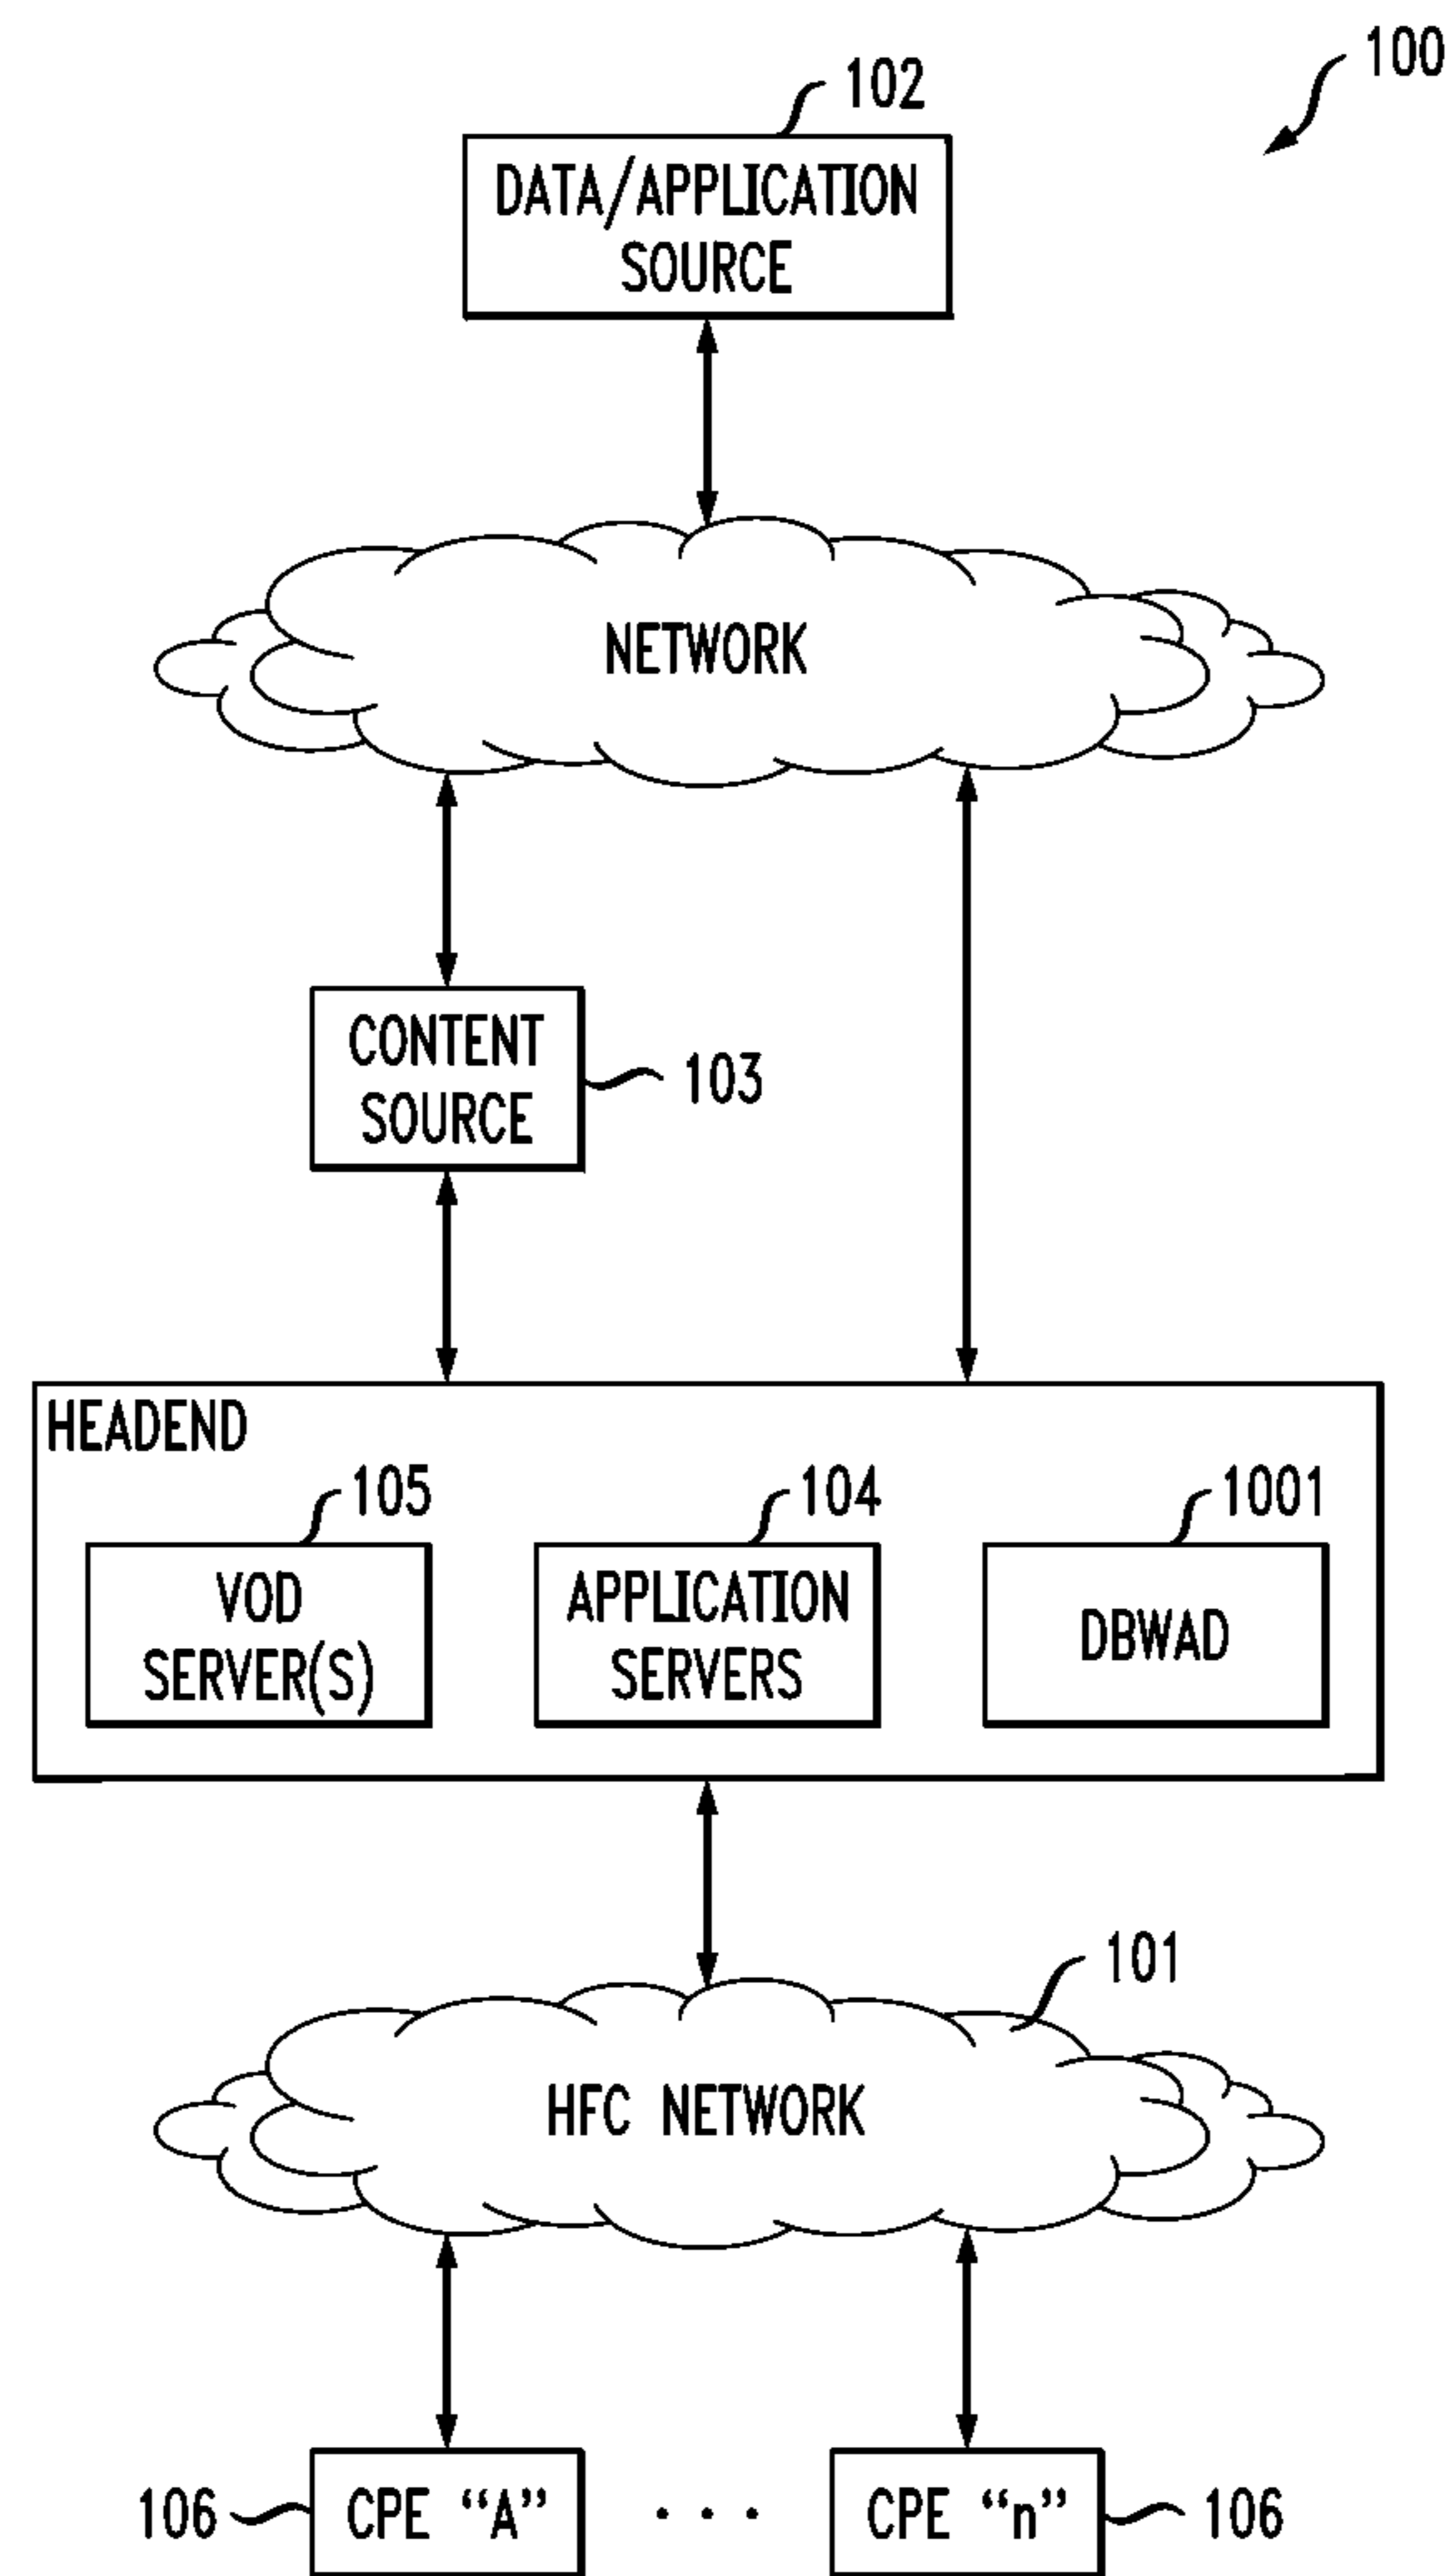 100
102
DATA/APPLICATION
SOURCE
NETWORK
CONTENT
SOURCE
103
HEADEND
105
104
1001
VOD
SERVER(S)
APPLICATION
SERVERS
DBWAD
101
HFC NETWORK
106
CPE “A”
. . .
CPE “n”
106